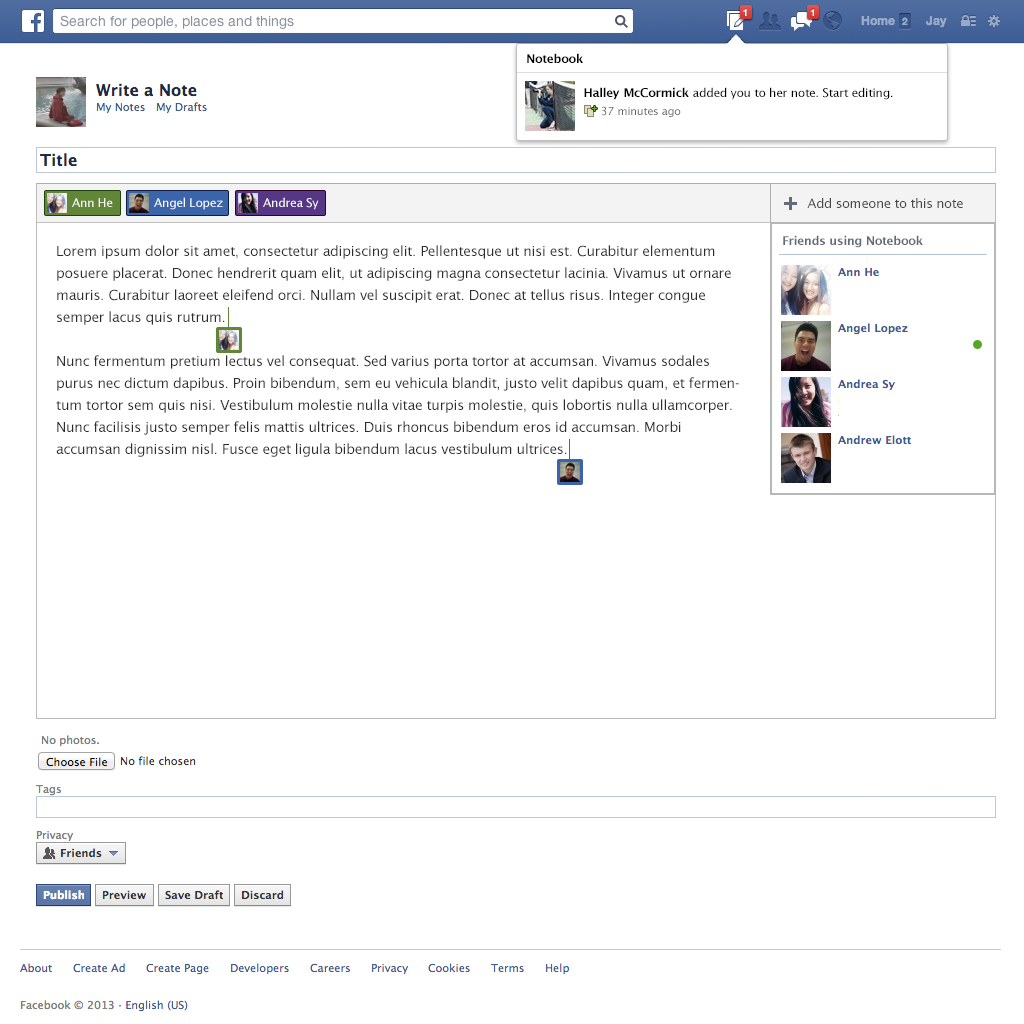 f
Search for people, places and things
1
1
Home 2
Jay
Notebook
Halley McCormick added you to her note. Start editing.
37 minutes ago
Write a Note
My Notes My Drafts
Title
Ann He
Angel Lopez
Andrea Sy
Add someone to this note
Lorem ipsum dolor sit amet, consectetur adipiscing elit. Pellentesque ut nisi est. Curabitur elementum
posuere placerat. Donec hendrerit quam elit, ut adipiscing magna consectetur lacinia. Vivamus ut ornare
mauris. Curabitur laoreet eleifend orci. Nullam vel suscipit erat. Donec at tellus risus. Integer congue
semper lacus quis rutrum.
Nunc fermentum pretium lectus vel consequat. Sed varius porta tortor at accumsan. Vivamus sodales
purus nec dictum dapibus. Proin bibendum, sem eu vehicula blandit, justo velit dapibus quam, et fermen-
tum tortor sem quis nisi. Vestibulum molestie nulla vitae turpis molestie, quis lobortis nulla ullamcorper.
Nunc facilisis justo semper felis mattis ultrices. Duis rhoncus bibendum eros id accumsan. Morbi
accumsan dignissim nisl. Fusce eget ligula bibendum lacus vestibulum ultrices.
Friends using Notebook
Ann He
Angel Lopez
Andrea Sy
Andrew Elott
No photos.
Choose File No file chosen
Tags
Privacy
Friends
Publish
Preview
Save Draft
Discard
About Create Ad Create Page Developers Careers Privacy Cookies Terms Help
Facebook © 2013 · English (US)